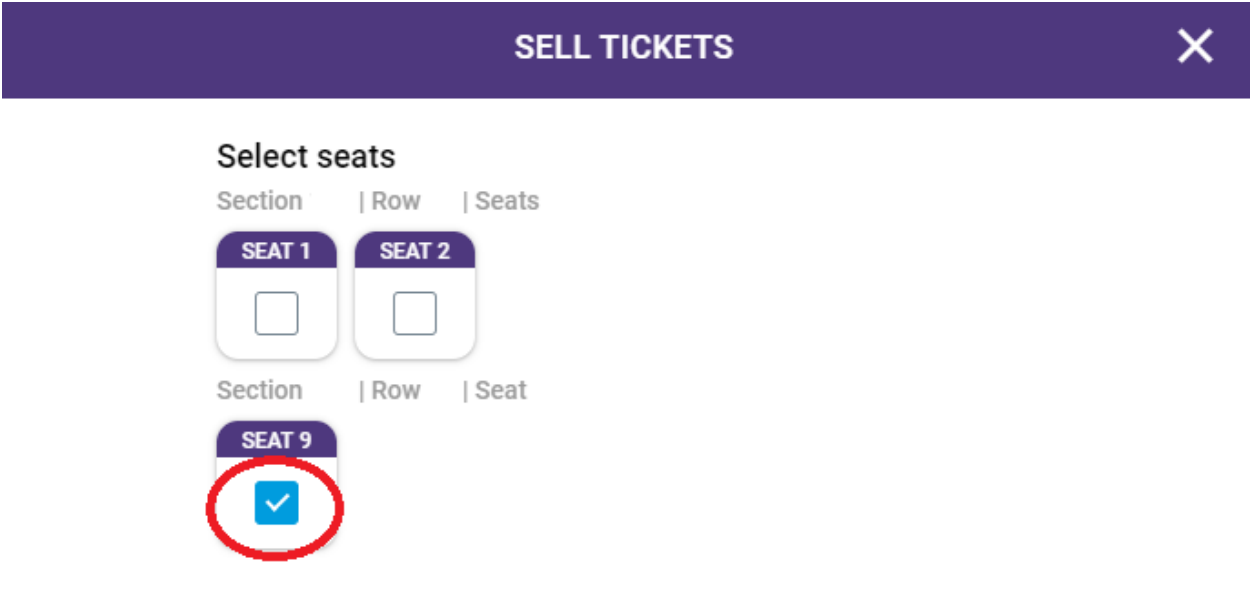 SELL TICKETS
Select seats
Section | Row | Seats
SEAT 1 SEAT 2
Section | Row | Seat
SEAT 9